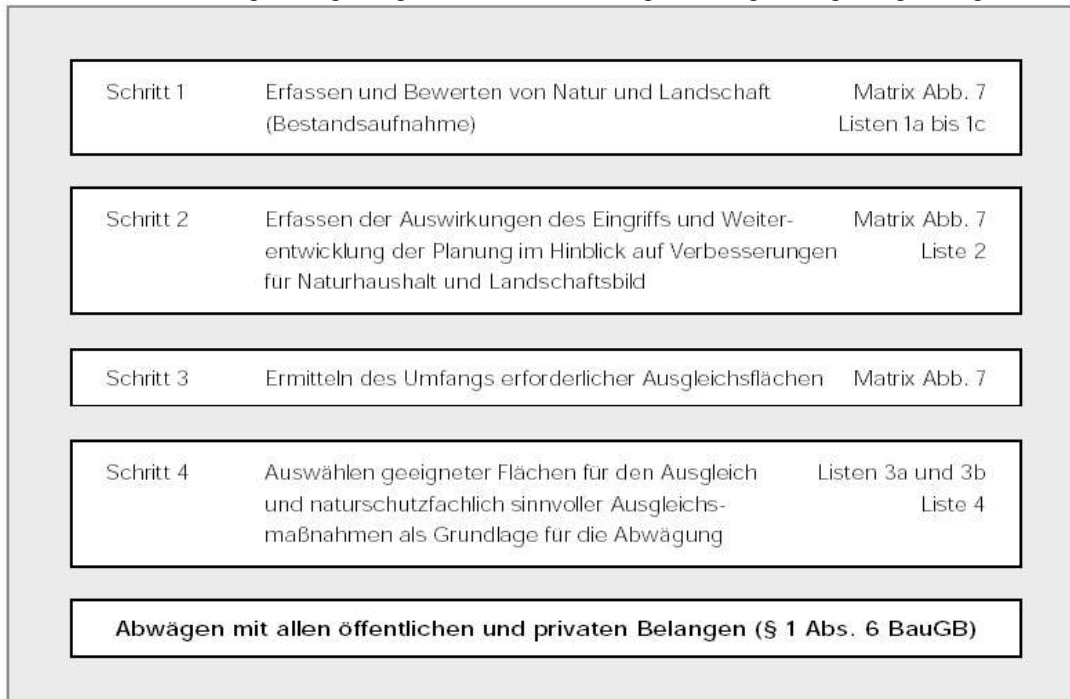 Schritt 1 Erfassen und Bewerten von Natur und Landschaft Matrix Abb. 7
(Bestandsaufnahme) Listen 1a bis 1c
Schritt 2 Erfassen der Auswirkungen des Eingriffs und Weiter- Matrix Abb. 7
entwicklung der Planung im Hinblick auf Verbesserungen Liste 2
für Naturhaushalt und Landschaftsbild
Schritt 3 Ermitteln des Umfangs erforderlicher Ausgleichsflächen Matrix Abb. 7
Schritt 4 Auswählen geeigneter Flächen für den Ausgleich Listen 3a und 3b
und naturschutzfachlich sinnvoller Ausgleichs- Liste 4
maßnahmen als Grundlage für die Abwägung
Abwägen mit allen öffentlichen und privaten Belangen (§ 1 Abs. 6 BauGB)